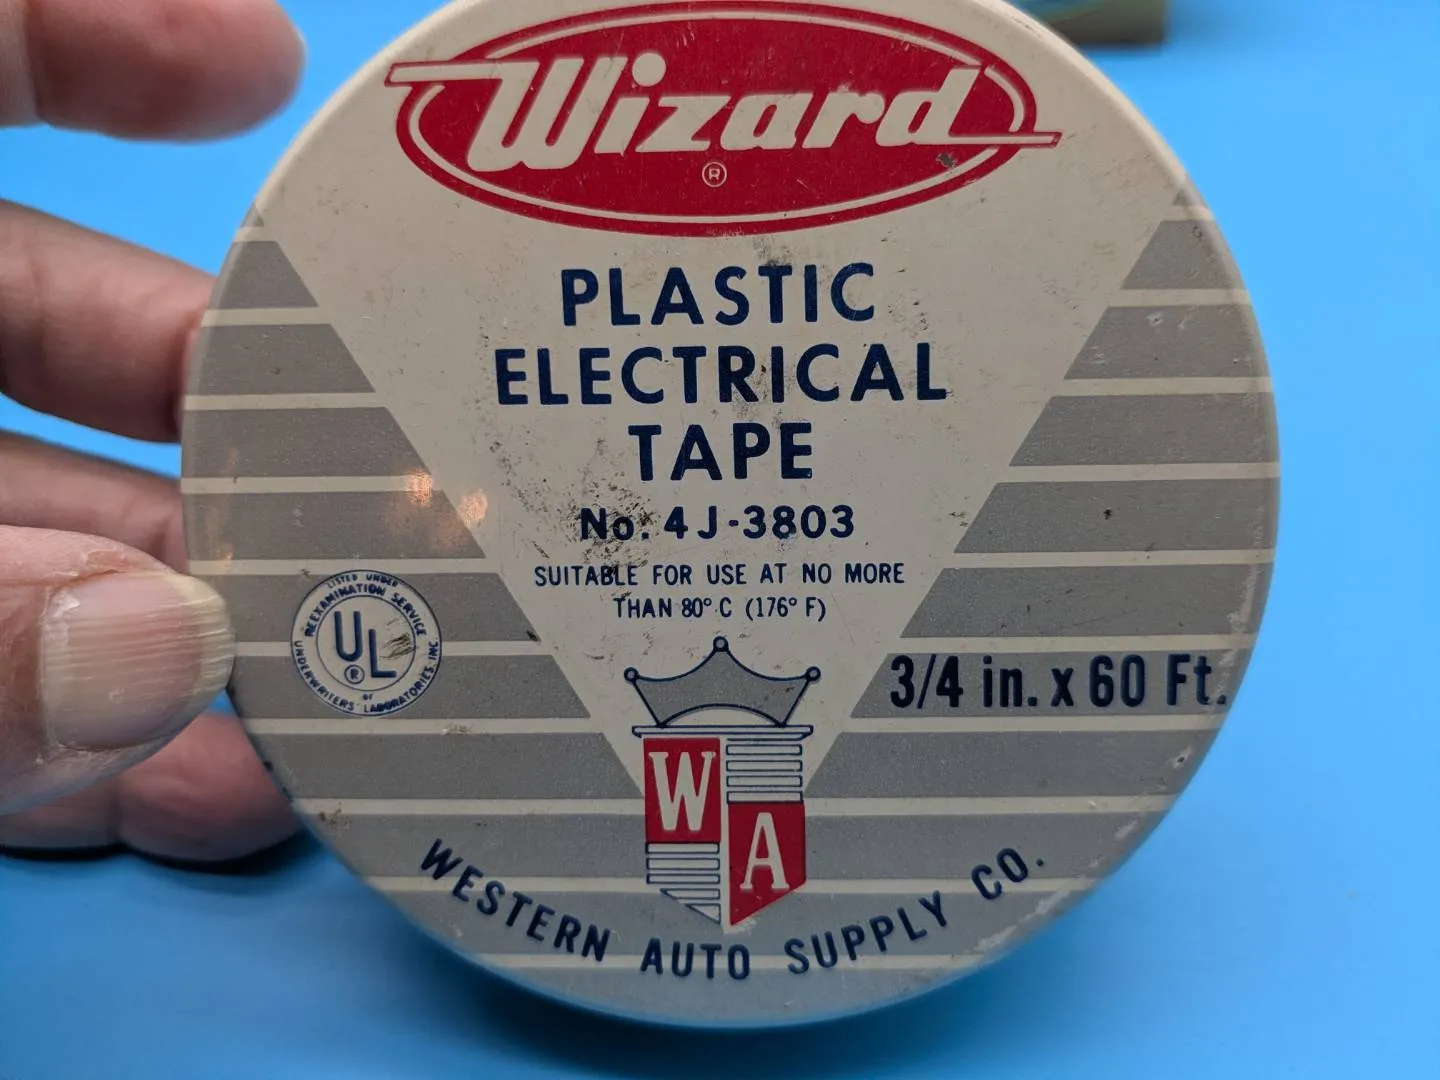 Wizard
®
PLASTIC
ELECTRICAL
TAPE
No. 4J-3803
SUITABLE FOR USE AT NO MORE
THAN 80° C (176° F)
LISTED UNDER
REEXAMINATION SERVICE
UL
®
OF
UNDERWRITERS' LABORATORIES, INC.
3/4 in. x 60 Ft.
W
A
WESTERN AUTO SUPPLY CO.